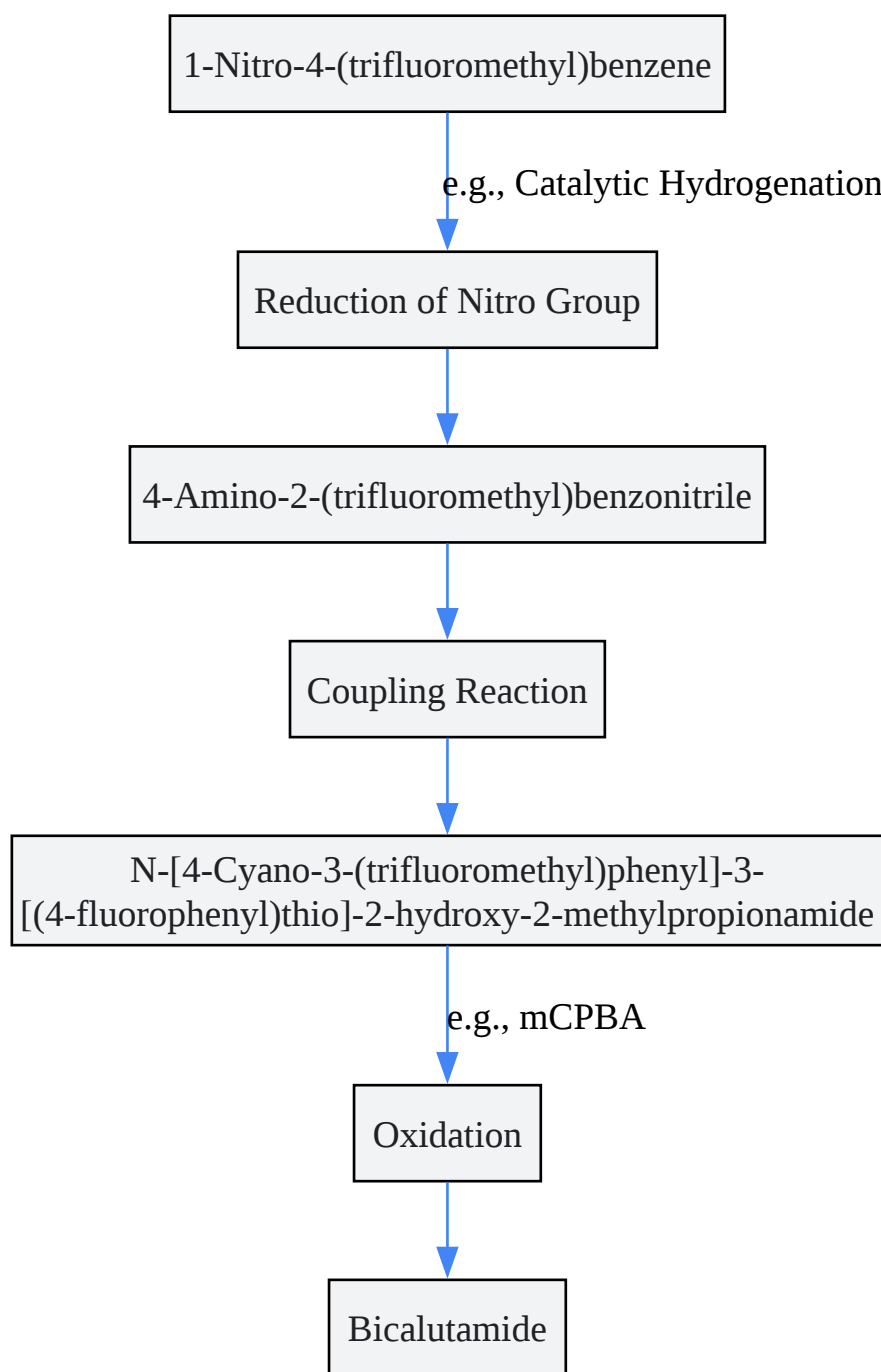 1-Nitro-4-(trifluoromethyl)benzene
e.g., Catalytic Hydrogenation
Reduction of Nitro Group
4-Amino-2-(trifluoromethyl)benzonitrile
Coupling Reaction
N-[4-Cyano-3-(trifluoromethyl)phenyl]-3-
[(4-fluorophenyl)thio]-2-hydroxy-2-methylpropionamide
e.g., mCPBA
Oxidation
Bicalutamide